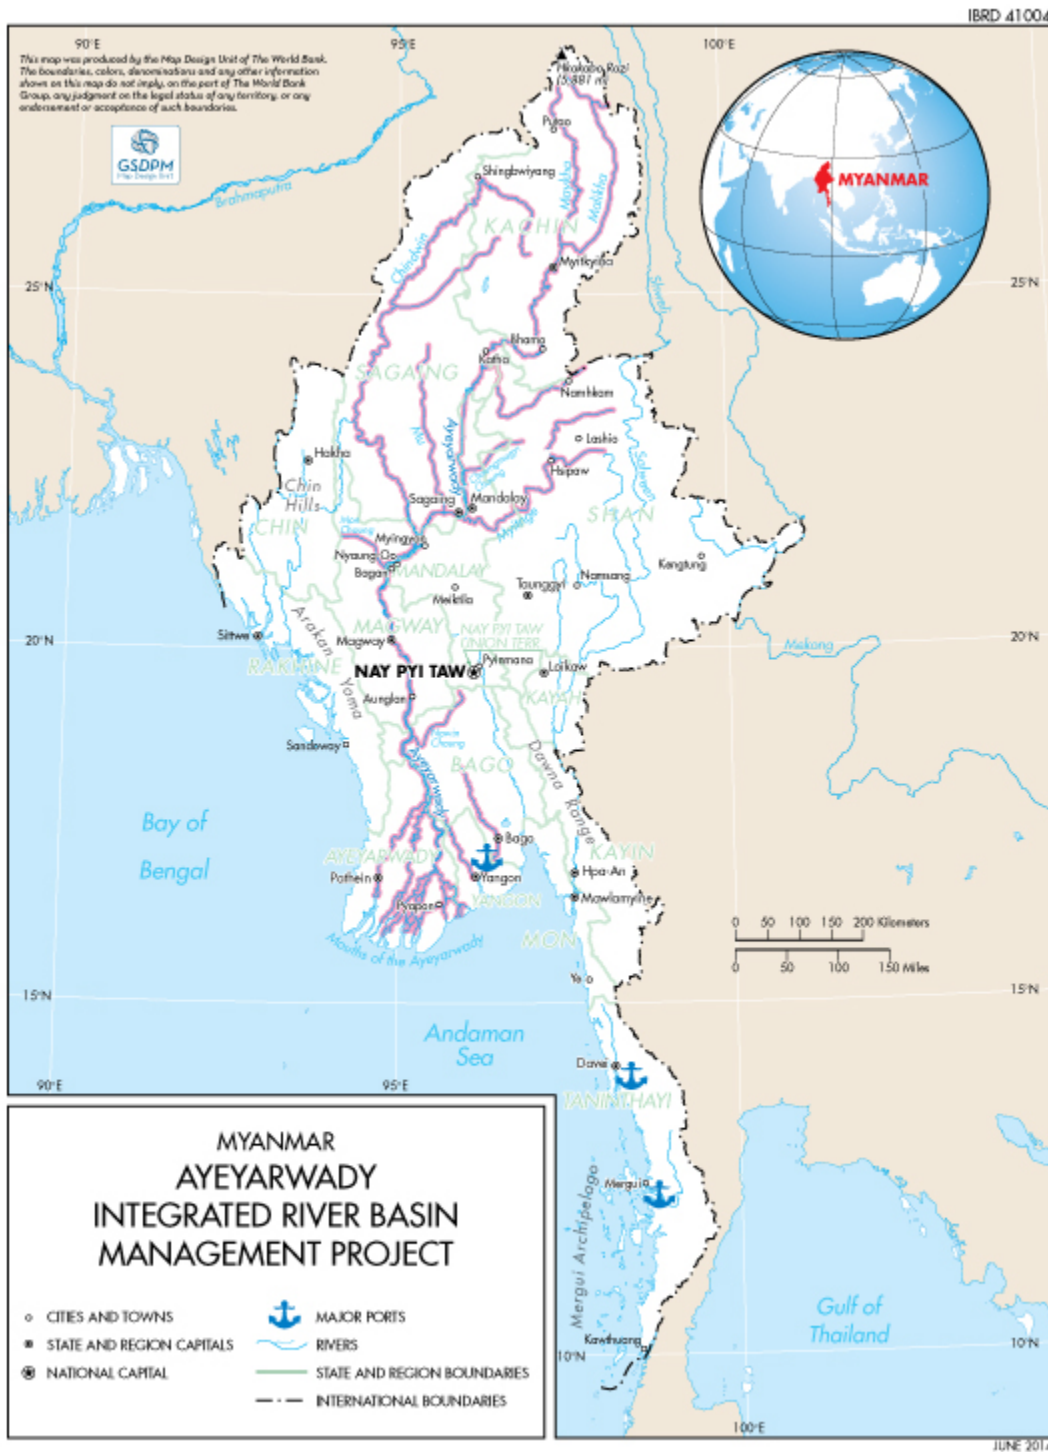 IBRD 41004
90°E
95°E
100°E
This map was produced by the Map Design Unit of The World Bank.
The boundaries, colors, denominations and any other information
shown on this map do not imply, on the part of The World Bank
Group, any judgment on the legal status of any territory, or any
endorsement or acceptance of such boundaries.
GSDPM
Map Design Unit
(5,881 m)
Putao
Shingbwiyang
Brahmaputra
Malikha
KACHIN
MYANMAR
Chindwin
Myitkyina
25°N
25°N
Bhamo
Katha
SAGAING
Namhkam
Mu
Ayeyarwady
Lashio
Hakha
Hsipaw
Salween
Chin
Hills
Sagaing
Mandalay
CHIN
SHAN
Myitnge
Myingyan
Nyaung Oo
Bagan
MANDALAY
Kengtung
Meiktila
Taunggyi
Namsang
Arakan Yoma
MAGWAY
Sittwe
Magway
NAY PYI TAW
UNION TERR.
20°N
20°N
Mekong
RAKHINE
NAY PYI TAW
Pyinmana
Loikaw
Aunglan
KAYAH
Sandoway
Ayeyarwady
BAGO
Dawna Range
Bay of
Bengal
Bago
AYEYARWADY
KAYIN
Pathein
Yangon
Hpa-An
Pyapon
YANGON
Mawlamyine
Mouths of the Ayeyarwady
MON
0 50 100 150 200 Kilometers
0 50 100 150 Miles
Ye
15°N
15°N
Andaman
Sea
Dawei
90°E
95°E
TANINTHAYI
Mergui
Mergui Archipelago
Gulf of
Thailand
Kawthuang
10°N
10°N
100°E
MYANMAR
AYEYARWADY
INTEGRATED RIVER BASIN
MANAGEMENT PROJECT
CITIES AND TOWNS
STATE AND REGION CAPITALS
NATIONAL CAPITAL
MAJOR PORTS
RIVERS
STATE AND REGION BOUNDARIES
INTERNATIONAL BOUNDARIES